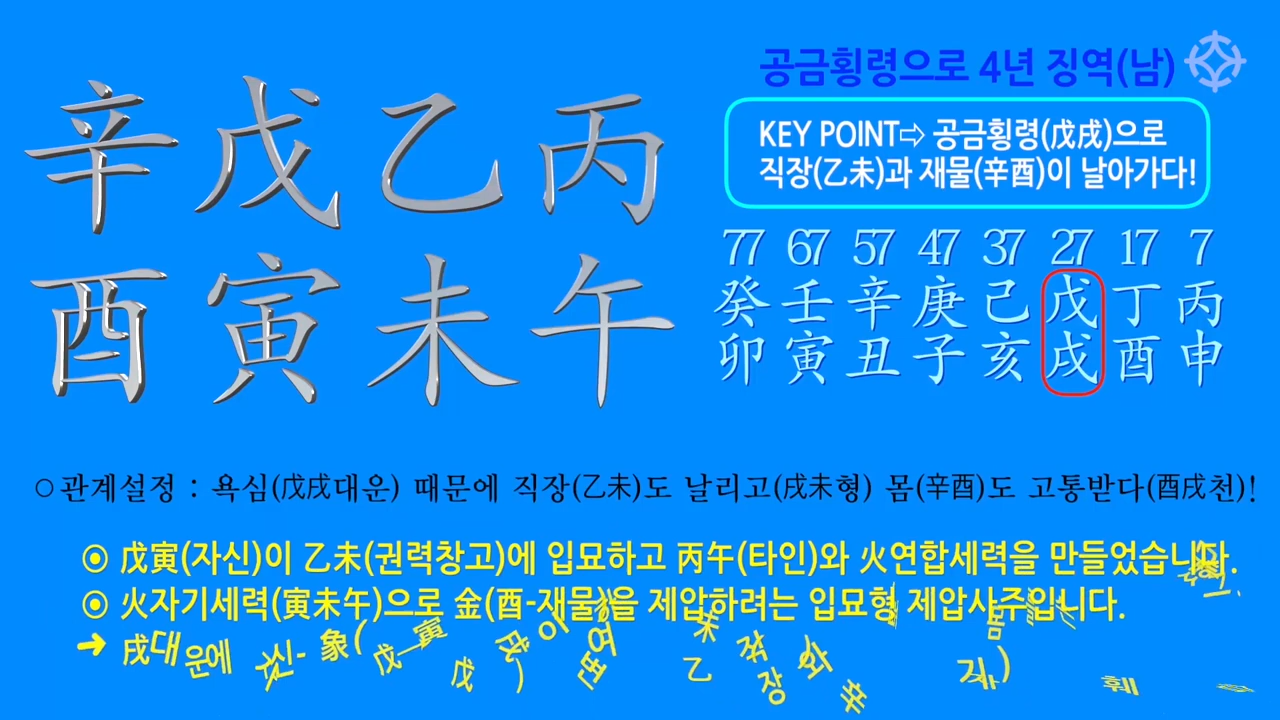 공금횡령으로 4년 징역(남)
KEY POINT⇨ 공금횡령(戊戌)으로
직장(乙未)과 재물(辛酉)이 날아가다!
辛 戊 乙 丙
酉 寅 未 午
77 67 57 47 37 27 17 7
癸 壬 辛 庚 己 戊 丁 丙
卯 寅 丑 子 亥 戌 酉 申
○관계설정 : 욕심(戊戌대운) 때문에 직장(乙未)도 날리고(戌未형) 몸(辛酉)도 고통받다(酉戌천)!
⊙ 戊寅(자신)이 乙未(권력창고)에 입묘하고 丙午(타인)와 火연합세력을 만들었습니다.
⊙ 火자기세력(寅未午)으로 金(酉-재물)을 제압하려는 입묘형 제압사주입니다.
➜ 戌대운에